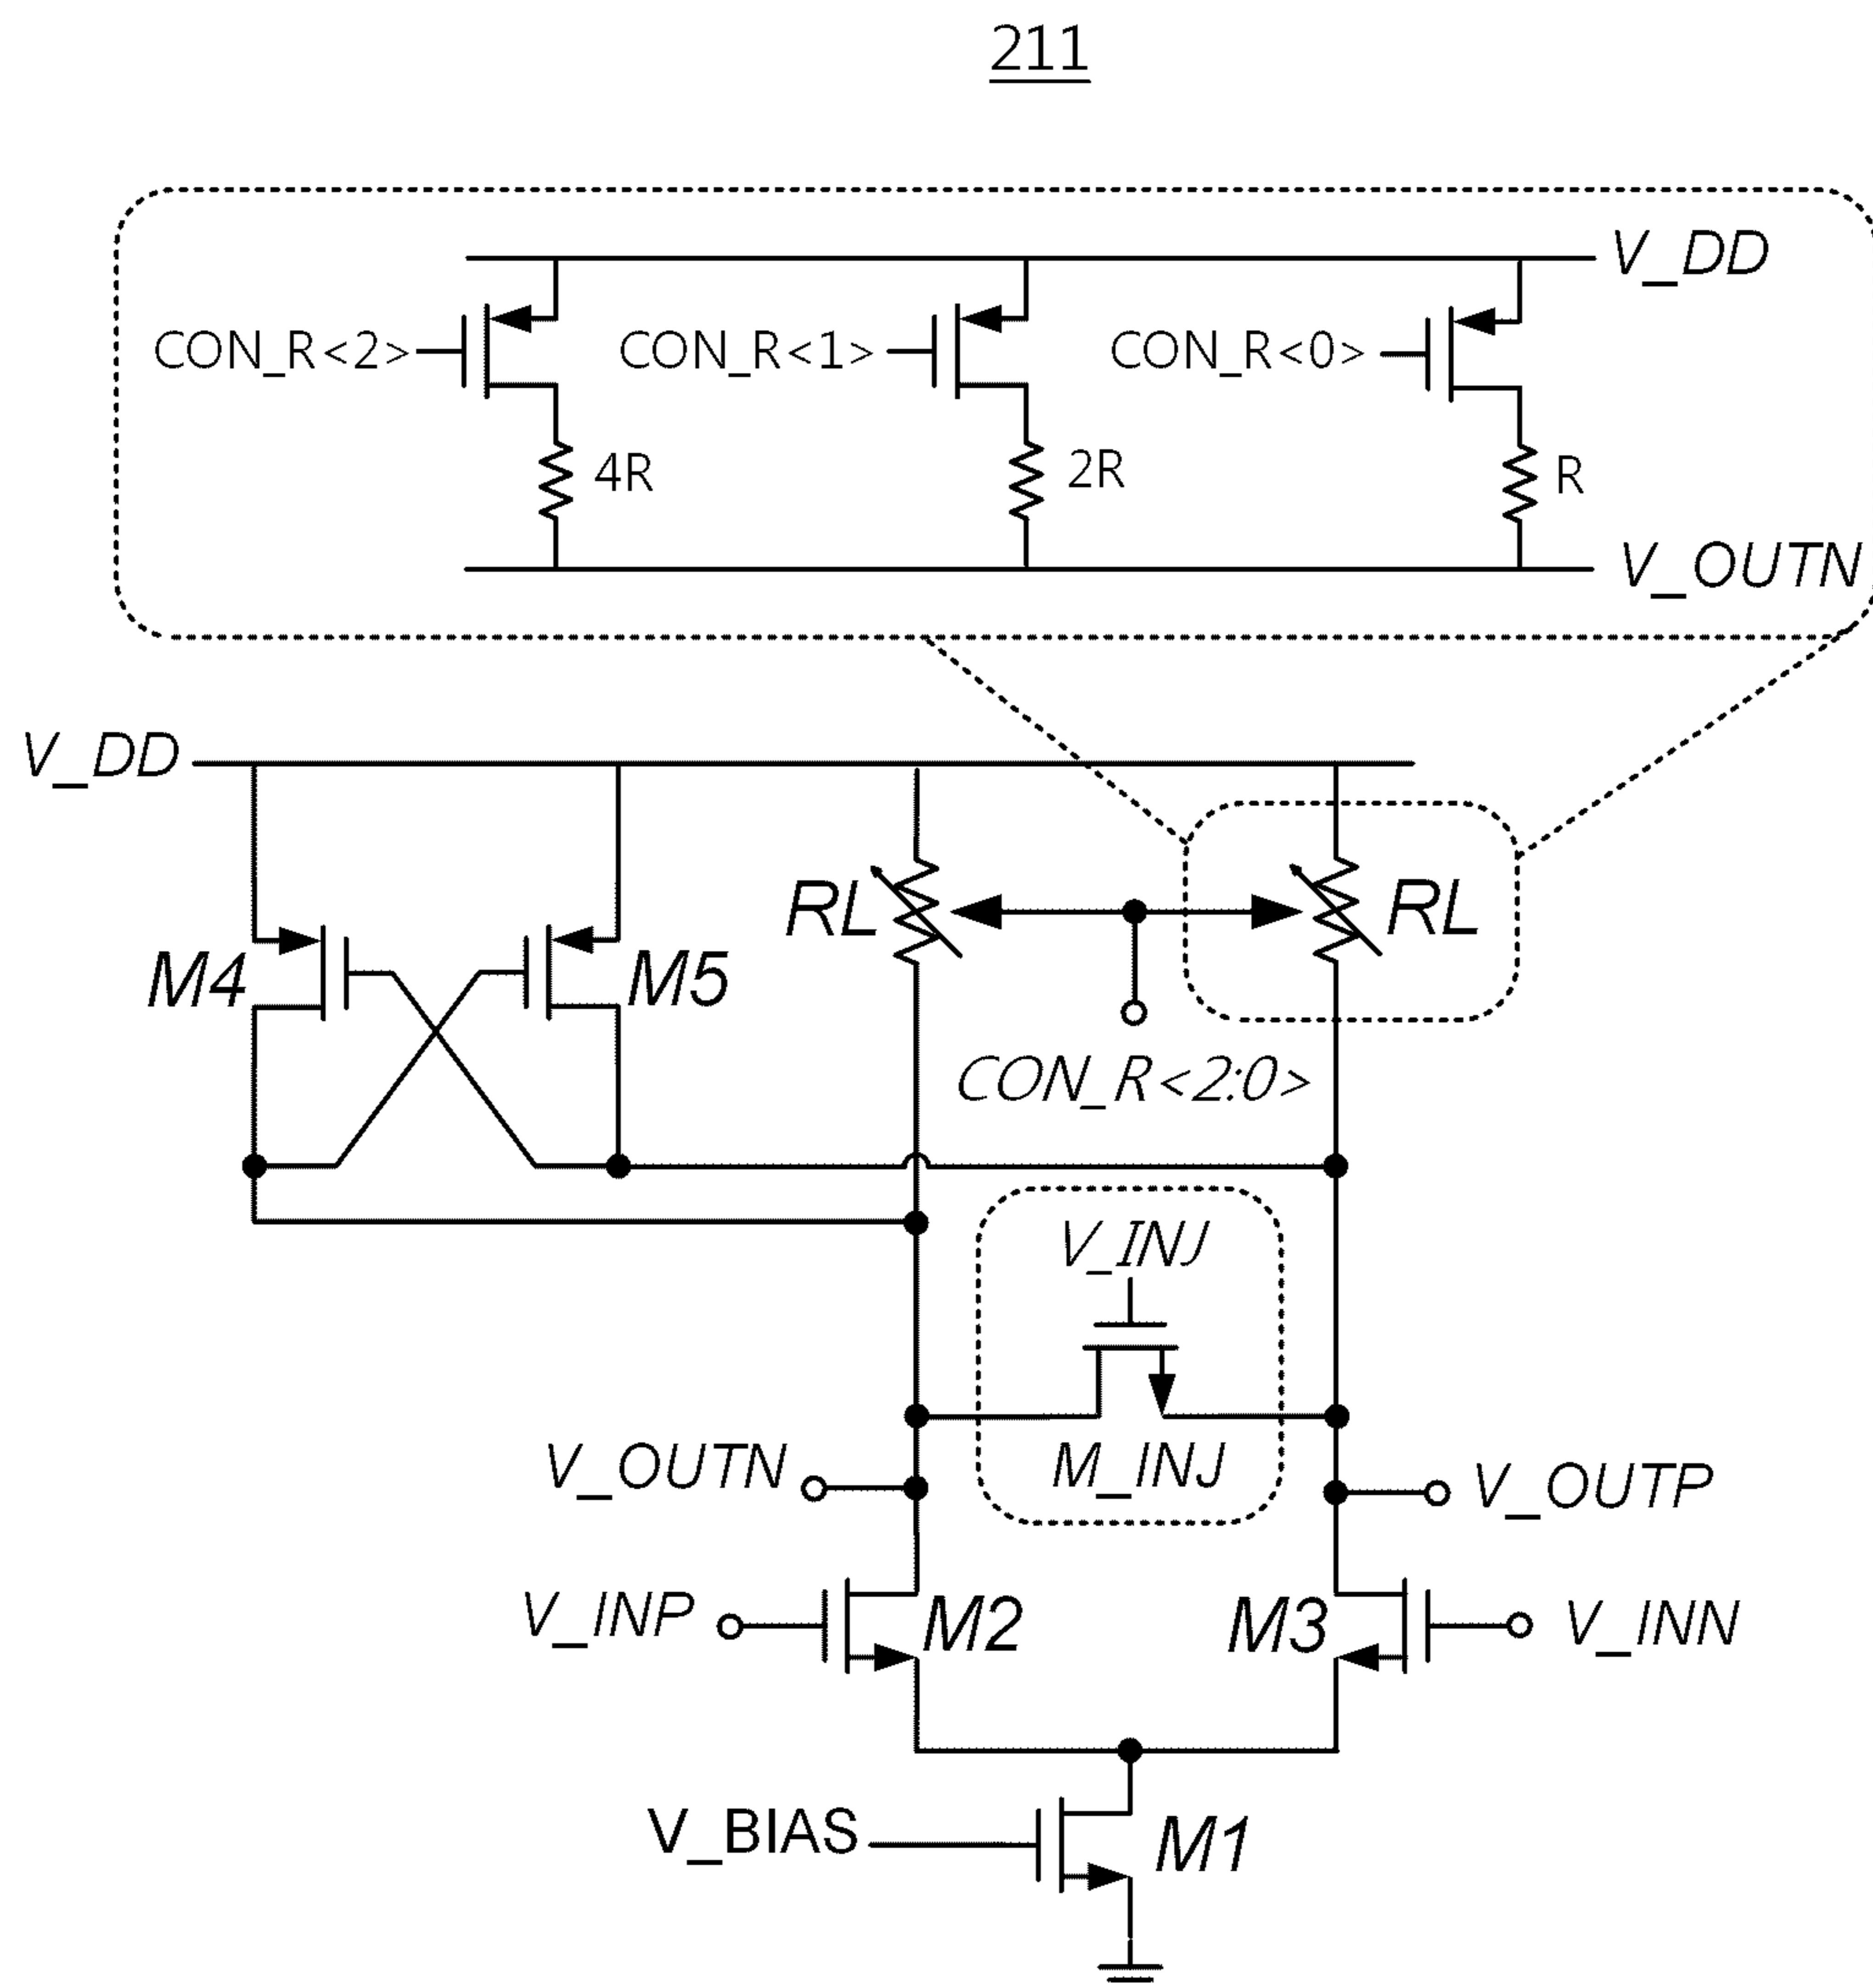 211
V_DD
CON_R<2>
CON_R<1>
CON_R<0>
4R
2R
R
V_OUTN
V_DD
RL
RL
M4
M5
CON_R<2:0>
V_INJ
V_OUTN
M_INJ
V_OUTP
V_INP
M2
M3
V_INN
V_BIAS
M1